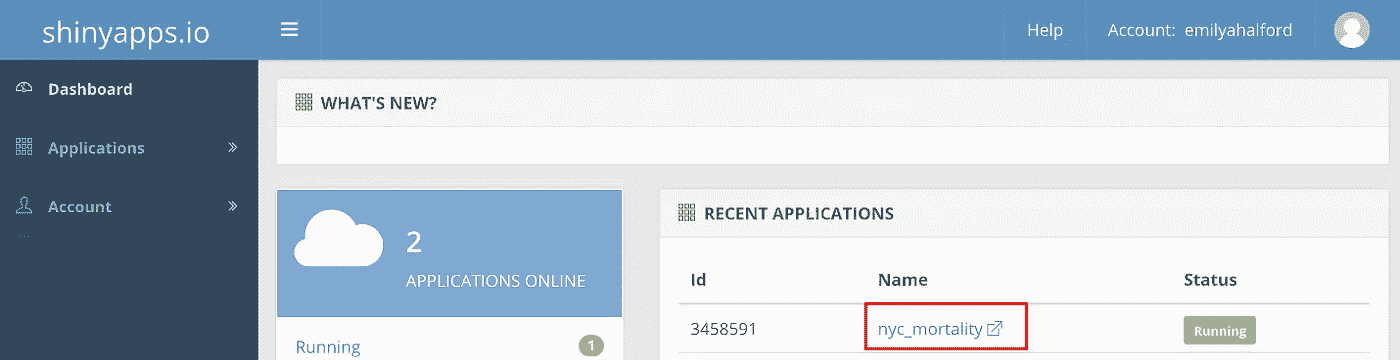 shinyapps.io
Help
Account: emilyahalford
Dashboard
Applications
Account
...
WHAT'S NEW?
2
APPLICATIONS ONLINE
Running
1
RECENT APPLICATIONS
Id Name Status
3458591 nyc_mortality Running